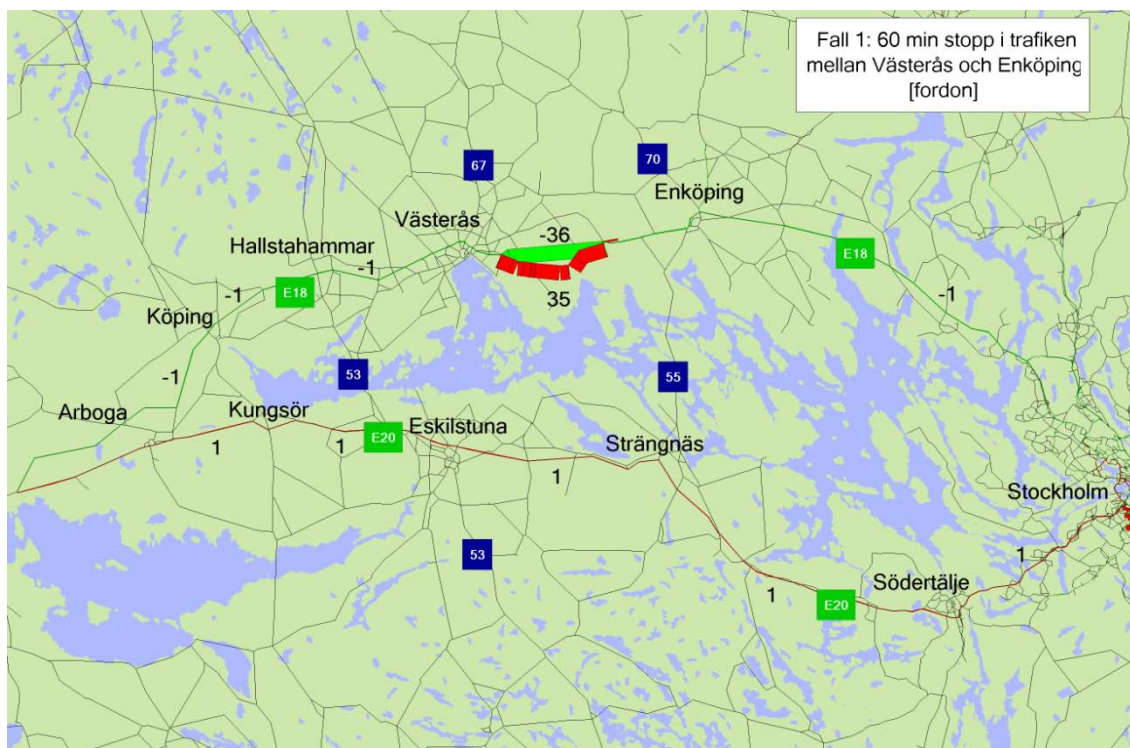 Fall 1: 60 min stopp i trafiken
mellan Västerås och Enköping
[fordon]
67
70
Enköping
Västerås
-36
Hallstahammar
-1
E18
E18
-1
35
-1
Köping
-1
53
55
Arboga
Kungsör
Eskilstuna
E20
Strängnäs
1
1
1
Stockholm
53
1
Södertälje
1
E20